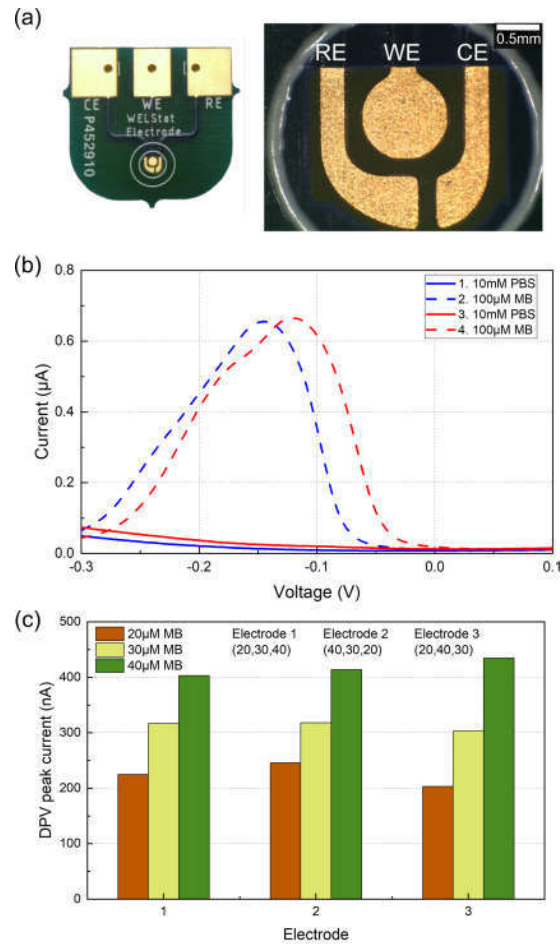 (a)
CE WE RE
WELStat
Electrode
P452910
RE WE CE
0.5mm
(b)
0.8
0.6
0.4
0.2
0.0
Current (µA)
1. 10mM PBS
2. 100µM MB
3. 10mM PBS
4. 100µM MB
-0.3 -0.2 -0.1 0.0 0.1
Voltage (V)
(c)
500
400
300
200
100
0
DPV peak current (nA)
20µM MB
30µM MB
40µM MB
Electrode 1
(20,30,40)
Electrode 2
(40,30,20)
Electrode 3
(20,40,30)
1 2 3
Electrode